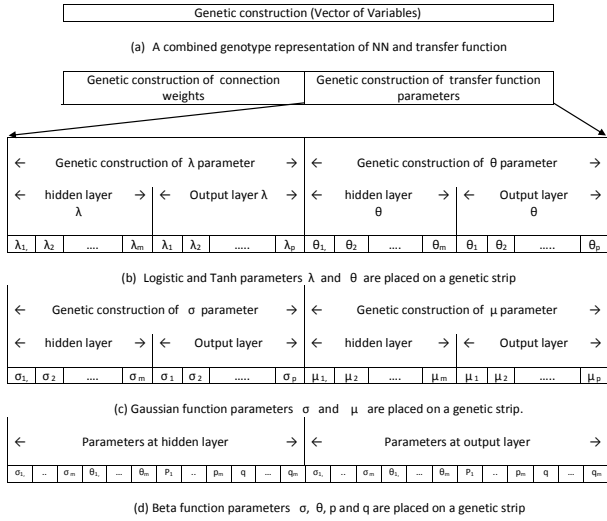 Genetic construction (Vector of Variables)
(a) A combined genotype representation of NN and transfer function
Genetic construction of connection weights
Genetic construction of transfer function parameters
← Genetic construction of λ parameter → ← Genetic construction of θ parameter →
← hidden layer λ → ← Output layer λ → ← hidden layer θ → ← Output layer θ →
λ1, λ2 .... λm λ1 λ2 ..... λp θ1, θ2 .... θm θ1 θ2 ..... θp
(b) Logistic and Tanh parameters λ and θ are placed on a genetic strip
← Genetic construction of σ parameter → ← Genetic construction of μ parameter →
← hidden layer → ← Output layer → ← hidden layer → ← Output layer →
σ1, σ2 .... σm σ1 σ2 ..... σp μ1, μ2 .... μm μ1 μ2 ..... μp
(c) Gaussian function parameters σ and μ are placed on a genetic strip.
← Parameters at hidden layer → ← Parameters at output layer →
σ1, .. σm θ1, ... θm P1 .. pm q ... qm σ1, .. σm θ1, ... θm P1 .. pm q ... qm
(d) Beta function parameters σ, θ, p and q are placed on a genetic strip